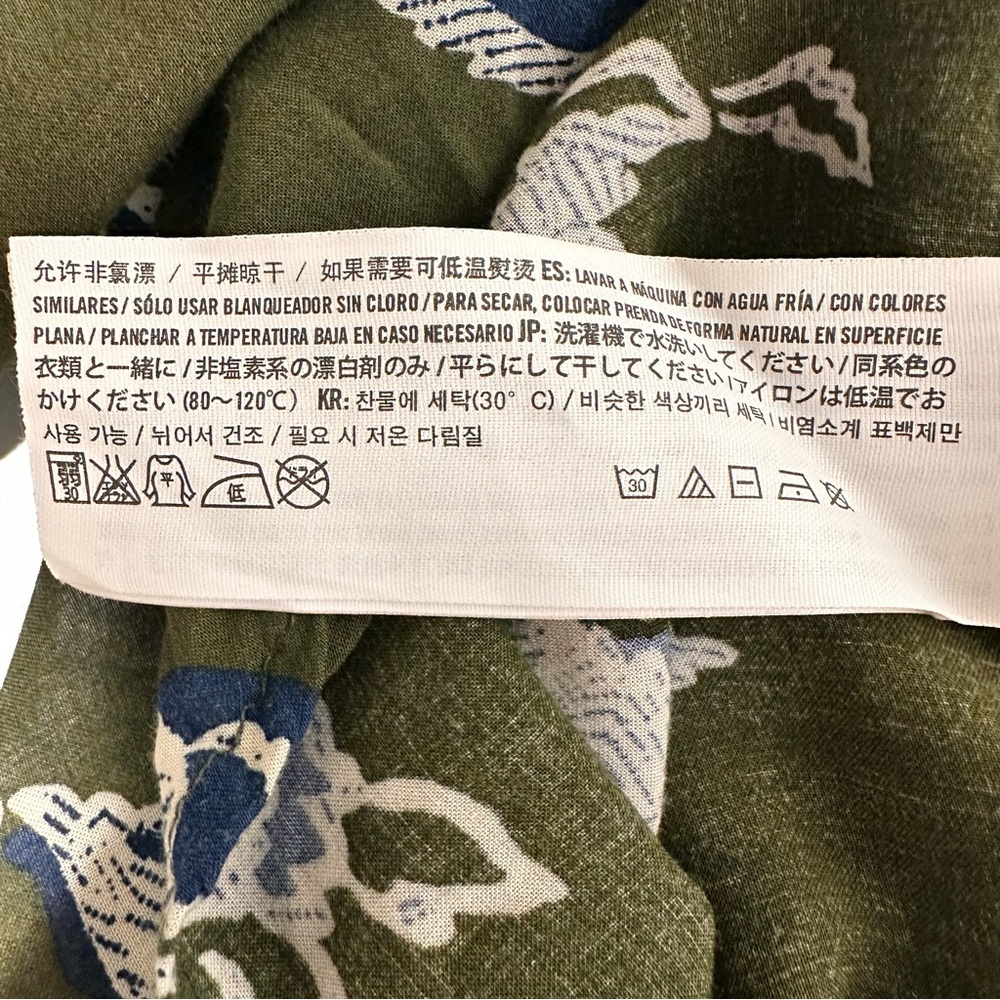 允许非氯漂 / 平摊晾干 / 如果需要可低温熨烫 ES: LAVAR A MÁQUINA CON AGUA FRÍA / CON COLORES
SIMILARES / SÓLO USAR BLANQUEADOR SIN CLORO / PARA SECAR, COLOCAR PRENDA DE FORMA NATURAL EN SUPERFICIE
PLANA / PLANCHAR A TEMPERATURA BAJA EN CASO NECESARIO JP: 洗濯機で水洗いしてください / 同系色の
衣類と一緒に / 非塩素系の漂白剤のみ / 平らにして干してください / アイロンは低温でお
かけください (80～120℃) KR: 찬물에 세탁(30° C) / 비슷한 색상끼리 세탁 / 비염소계 표백제만
사용 가능 / 뉘어서 건조 / 필요 시 저온 다림질
弱 30 平 低 30